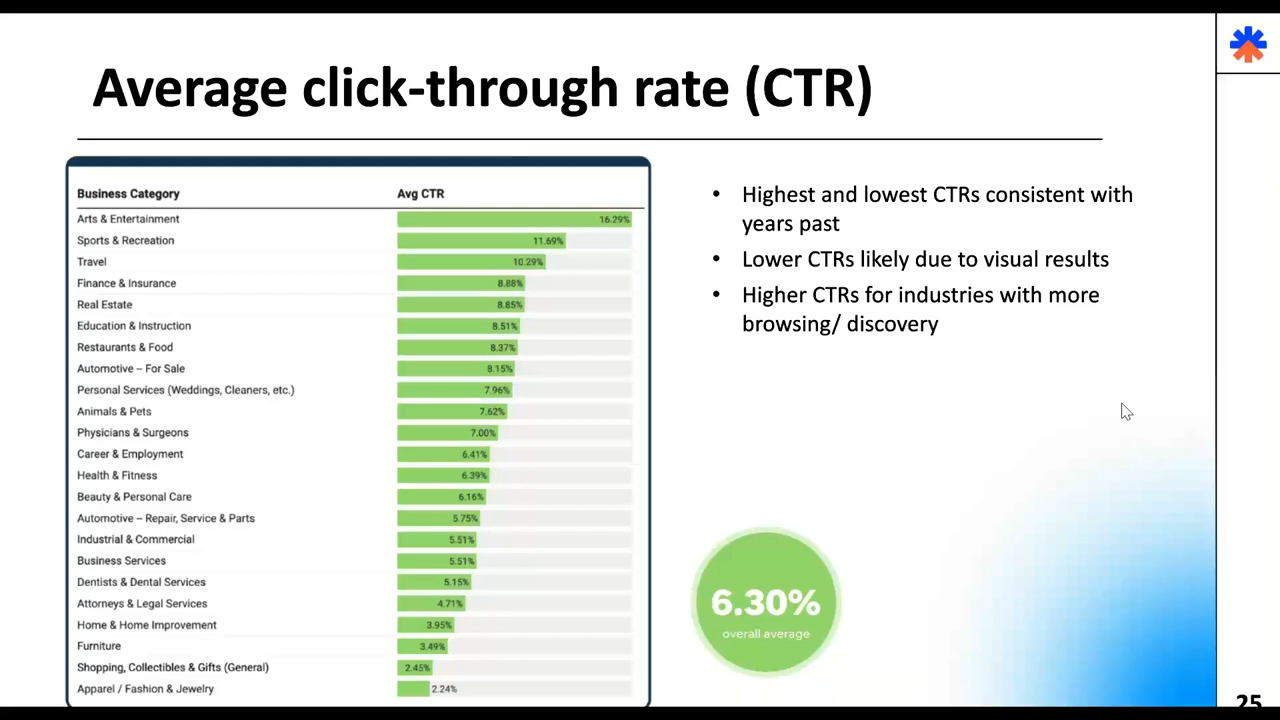 Average click-through rate (CTR)
Business Category Avg CTR
Arts & Entertainment 16.29%
Sports & Recreation 11.69%
Travel 10.29%
Finance & Insurance 8.88%
Real Estate 8.85%
Education & Instruction 8.51%
Restaurants & Food 8.37%
Automotive – For Sale 8.15%
Personal Services (Weddings, Cleaners, etc.) 7.96%
Animals & Pets 7.62%
Physicians & Surgeons 7.00%
Career & Employment 6.41%
Health & Fitness 6.39%
Beauty & Personal Care 6.16%
Automotive – Repair, Service & Parts 5.75%
Industrial & Commercial 5.51%
Business Services 5.51%
Dentists & Dental Services 5.15%
Attorneys & Legal Services 4.71%
Home & Home Improvement 3.95%
Furniture 3.49%
Shopping, Collectibles & Gifts (General) 2.45%
Apparel / Fashion & Jewelry 2.24%
• Highest and lowest CTRs consistent with
years past
• Lower CTRs likely due to visual results
• Higher CTRs for industries with more
browsing/ discovery
6.30%
overall average
25